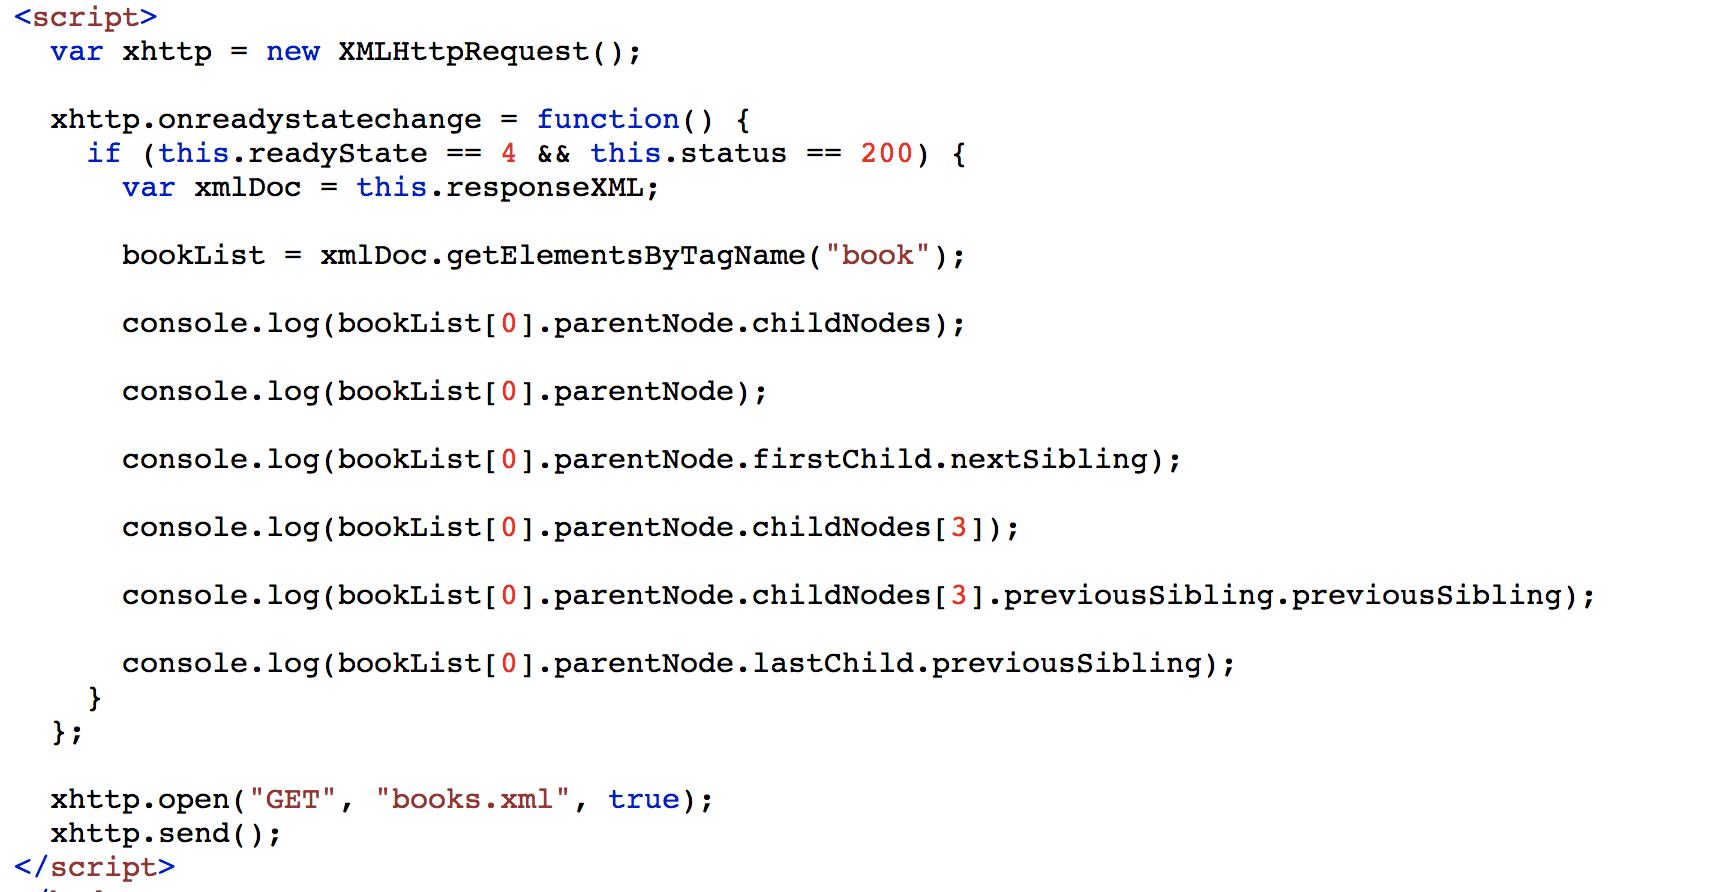 <script>
var xhttp = new XMLHttpRequest();
xhttp.onreadystatechange = function() {
if (this.readyState == 4 && this.status == 200) {
var xmlDoc = this.responseXML;
bookList = xmlDoc.getElementsByTagName("book");
console.log(bookList[0].parentNode.childNodes);
console.log(bookList[0].parentNode);
console.log(bookList[0].parentNode.firstChild.nextSibling);
console.log(bookList[0].parentNode.childNodes[3]);
console.log(bookList[0].parentNode.childNodes[3].previousSibling.previousSibling);
console.log(bookList[0].parentNode.lastChild.previousSibling);
}
};
xhttp.open("GET", "books.xml", true);
xhttp.send();
</script>